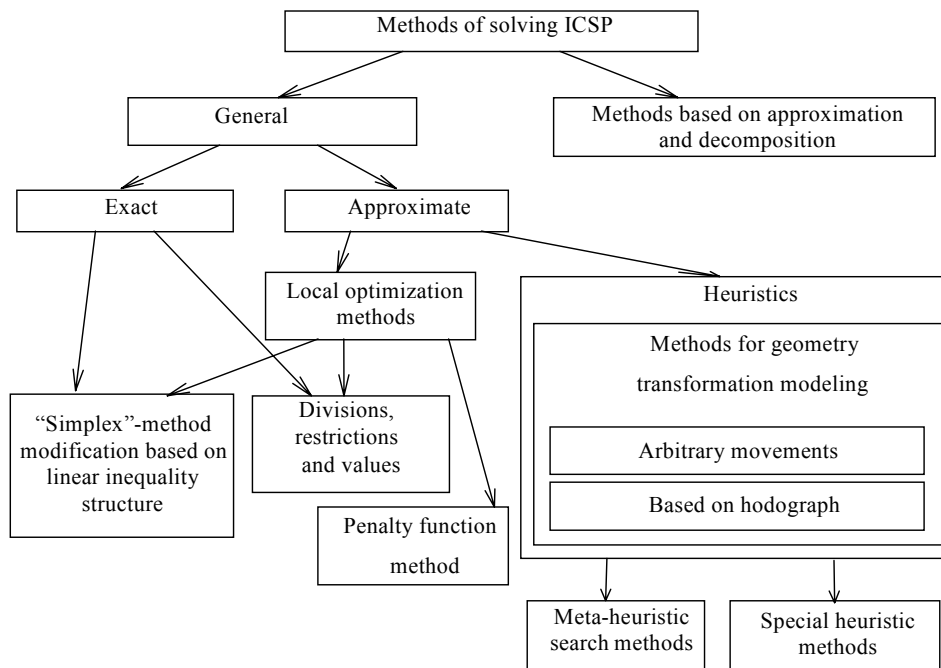 Methods of solving ICSP
General
Methods based on approximation
and decomposition
Exact
Approximate
Local optimization
methods
Heuristics
Methods for geometry
transformation modeling
Arbitrary movements
Based on hodograph
“Simplex”-method
modification based on
linear inequality
structure
Divisions,
restrictions
and values
Penalty function
method
Meta-heuristic
search methods
Special heuristic
methods